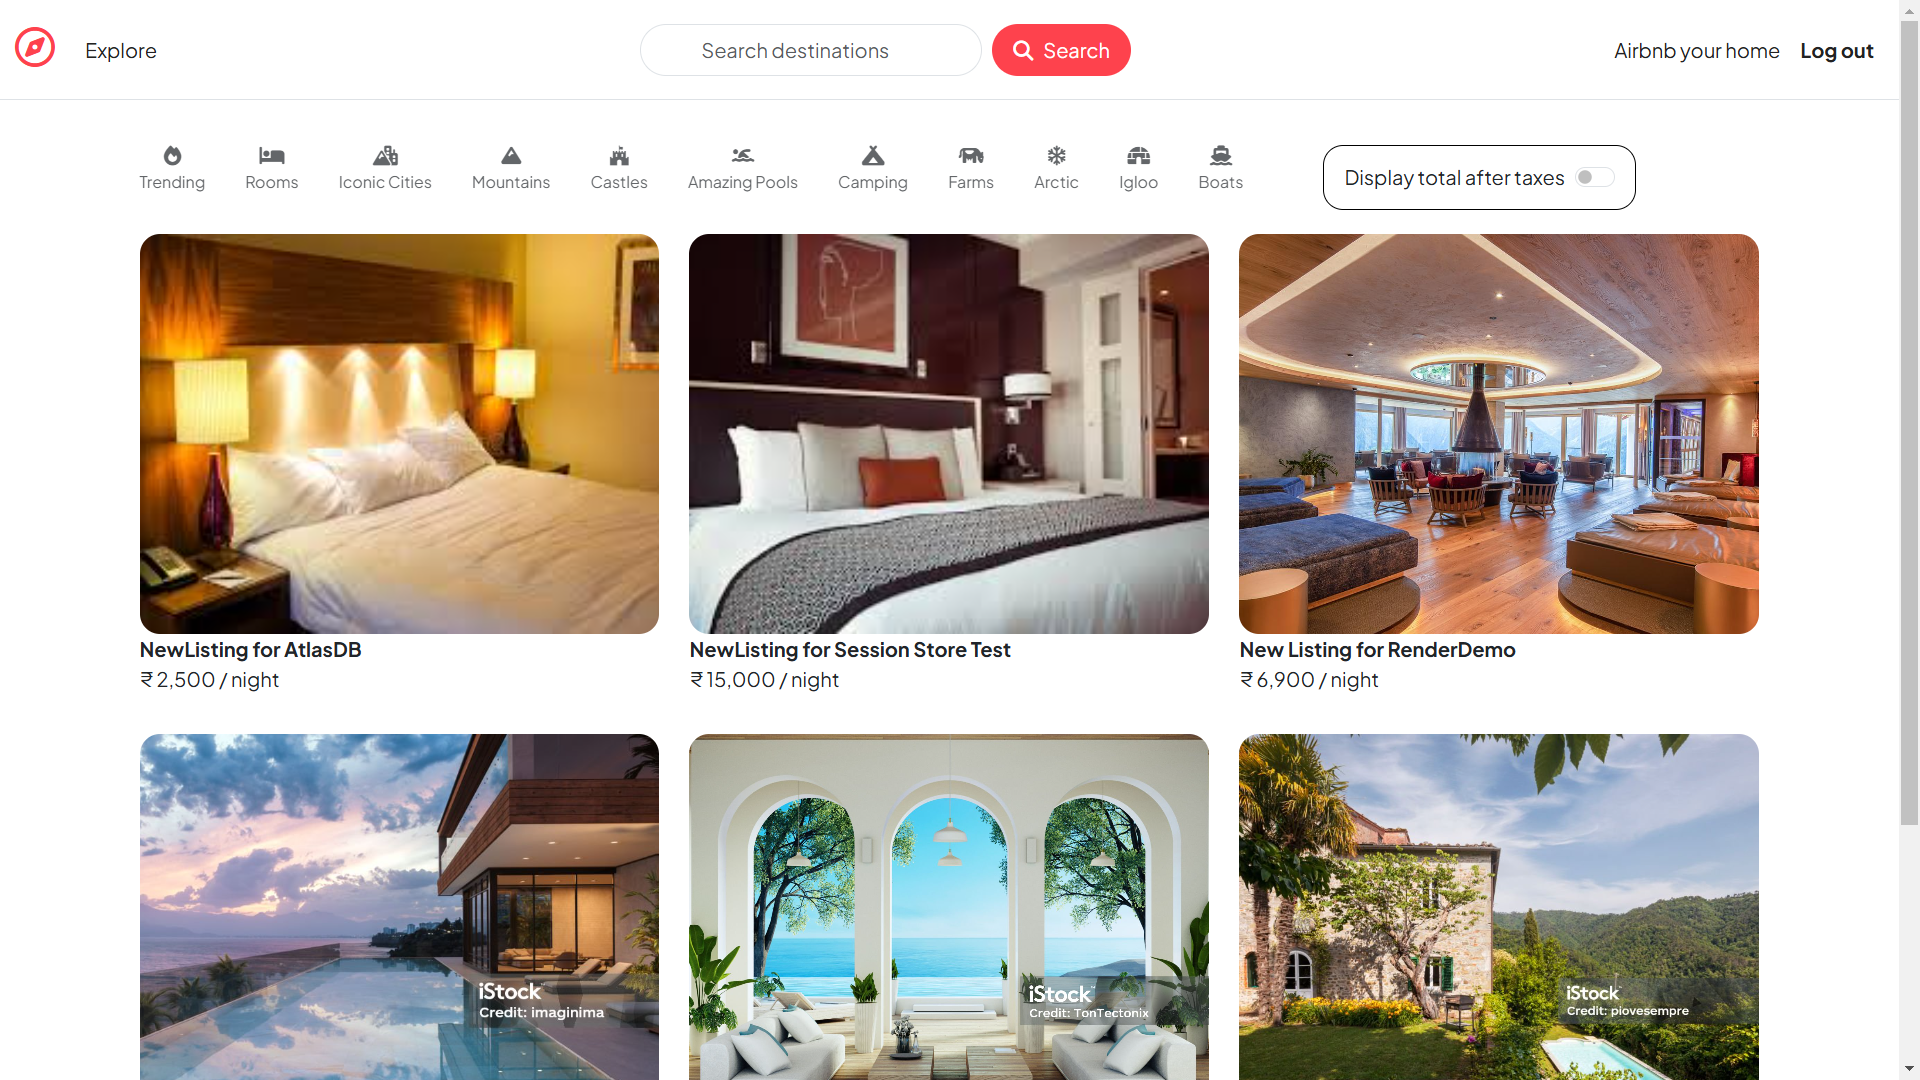 Explore
Search destinations
Search
Airbnb your home
Log out
Trending
Rooms
Iconic Cities
Mountains
Castles
Amazing Pools
Camping
Farms
Arctic
Igloo
Boats
Display total after taxes
NewListing for AtlasDB
₹ 2,500 / night
NewListing for Session Store Test
₹ 15,000 / night
New Listing for RenderDemo
₹ 6,900 / night
iStock
Credit: imaginima
iStock
Credit: TonTectonix
iStock
Credit: piovesempre